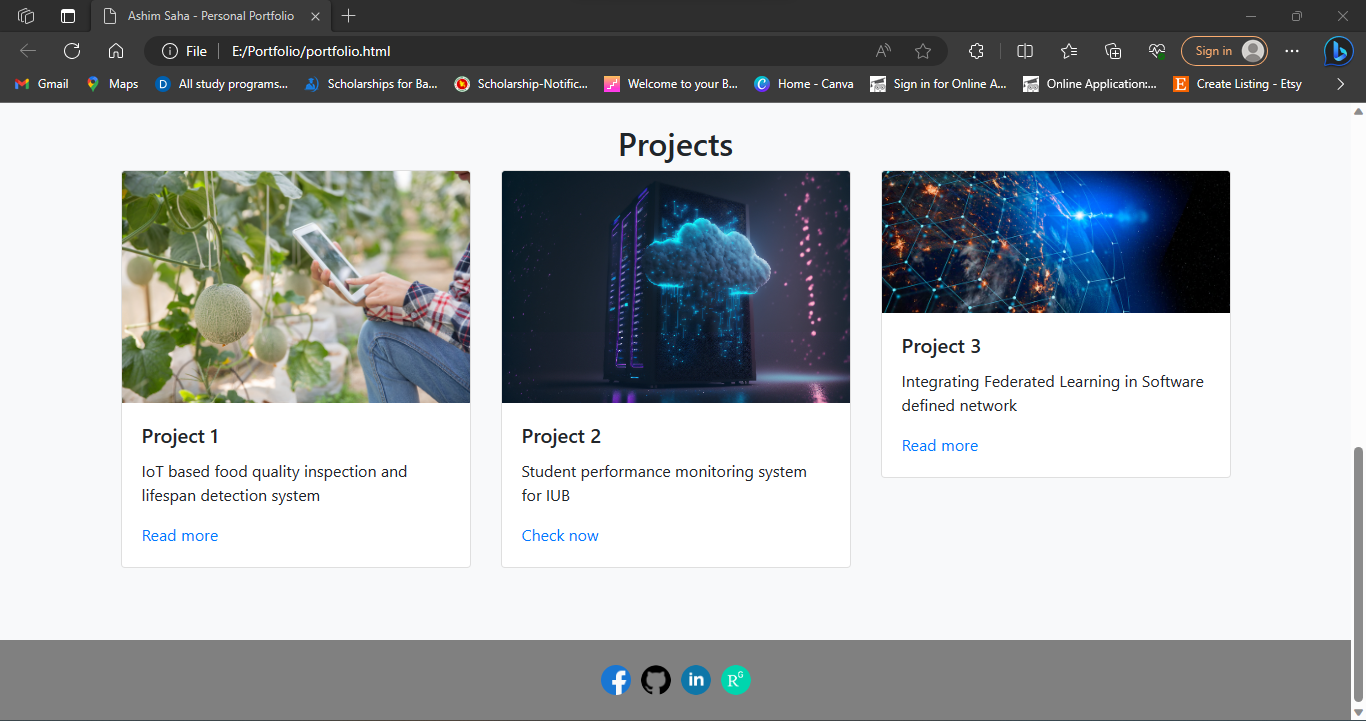 Ashim Saha - Personal Portfolio
File
E:/Portfolio/portfolio.html
Sign in
Gmail
Maps
D
All study programs...
Scholarships for Ba...
Scholarship-Notific...
Welcome to your B...
C
Home - Canva
Sign in for Online A...
Online Application:...
E
Create Listing - Etsy
Projects
Project 1
IoT based food quality inspection and
lifespan detection system
Read more
Project 2
Student performance monitoring system
for IUB
Check now
Project 3
Integrating Federated Learning in Software
defined network
Read more
f
in
RG